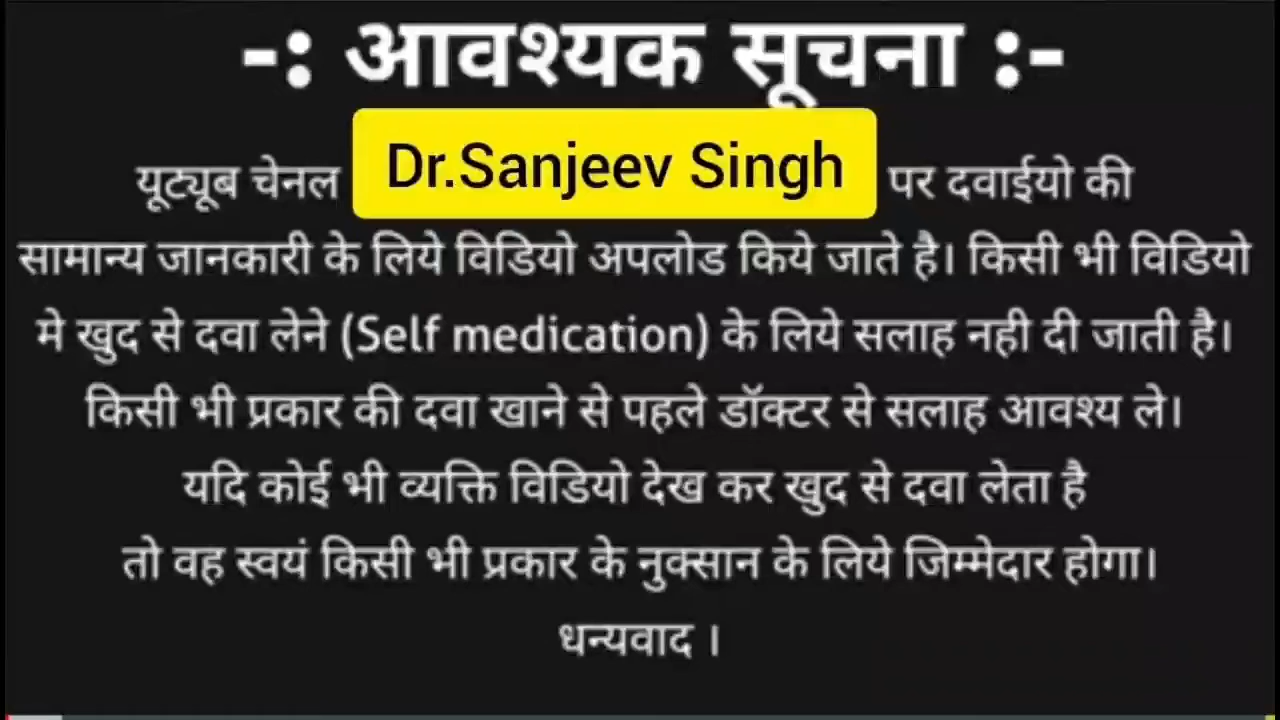 -: आवश्यक सूचना :-
यूट्यूब चेनल Dr.Sanjeev Singh पर दवाईयो की
सामान्य जानकारी के लिये विडियो अपलोड किये जाते है। किसी भी विडियो
मे खुद से दवा लेने (Self medication) के लिये सलाह नही दी जाती है।
किसी भी प्रकार की दवा खाने से पहले डॉक्टर से सलाह आवश्य ले।
यदि कोई भी व्यक्ति विडियो देख कर खुद से दवा लेता है
तो वह स्वयं किसी भी प्रकार के नुक्सान के लिये जिम्मेदार होगा।
धन्यवाद ।